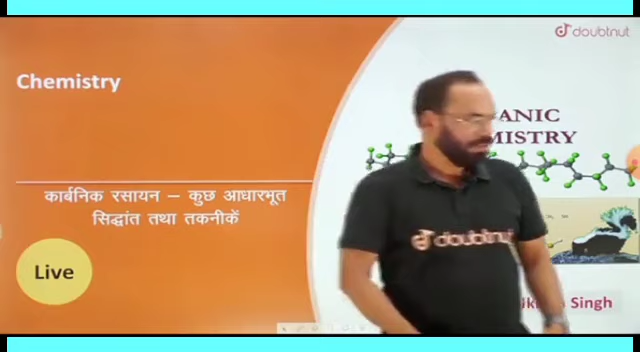 doubtnut
Chemistry
ANIC
MISTRY
कार्बनिक रसायन – कुछ आधारभूत
सिद्धांत तथा तकनीकें
doubtnut
Live
Singh